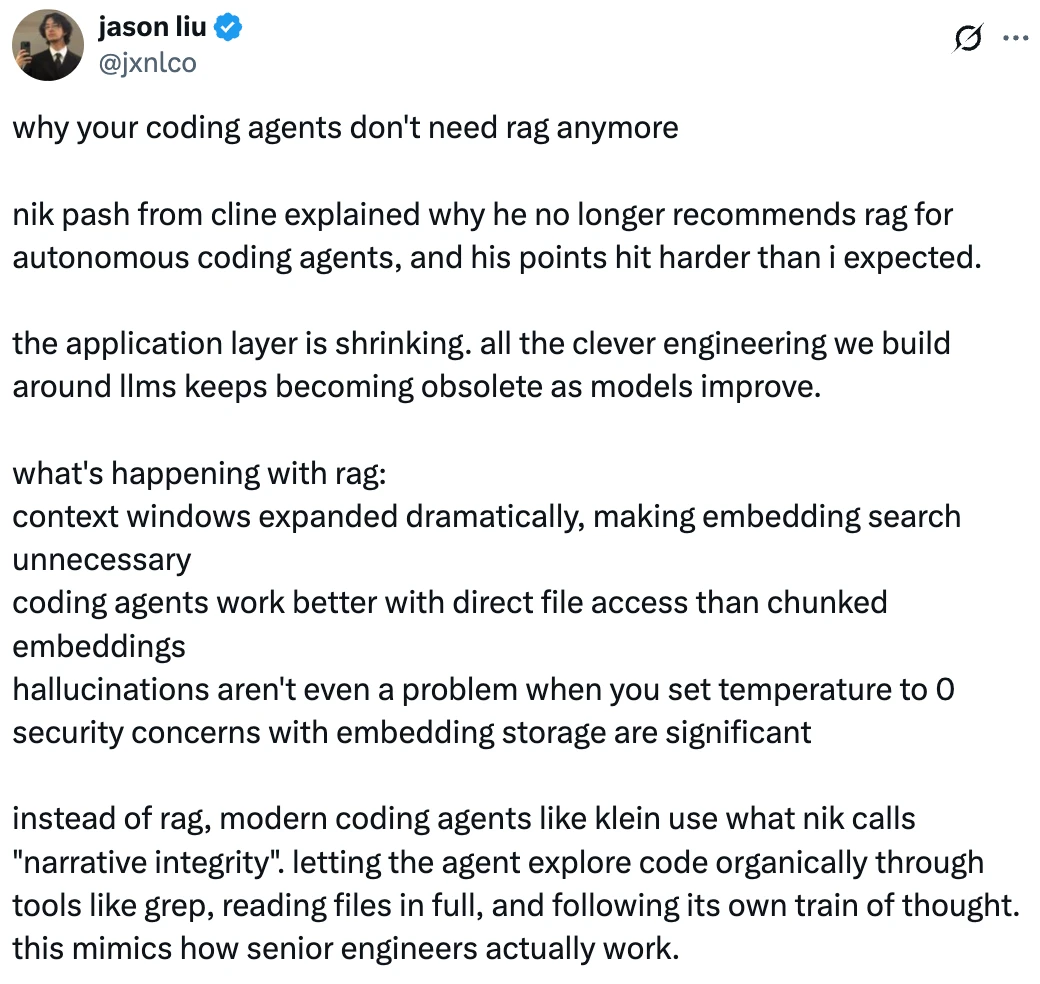 jason liu
@jxnlco
why your coding agents don't need rag anymore
nik pash from cline explained why he no longer recommends rag for
autonomous coding agents, and his points hit harder than i expected.
the application layer is shrinking. all the clever engineering we build
around llms keeps becoming obsolete as models improve.
what's happening with rag:
context windows expanded dramatically, making embedding search
unnecessary
coding agents work better with direct file access than chunked
embeddings
hallucinations aren't even a problem when you set temperature to 0
security concerns with embedding storage are significant
instead of rag, modern coding agents like klein use what nik calls
"narrative integrity". letting the agent explore code organically through
tools like grep, reading files in full, and following its own train of thought.
this mimics how senior engineers actually work.